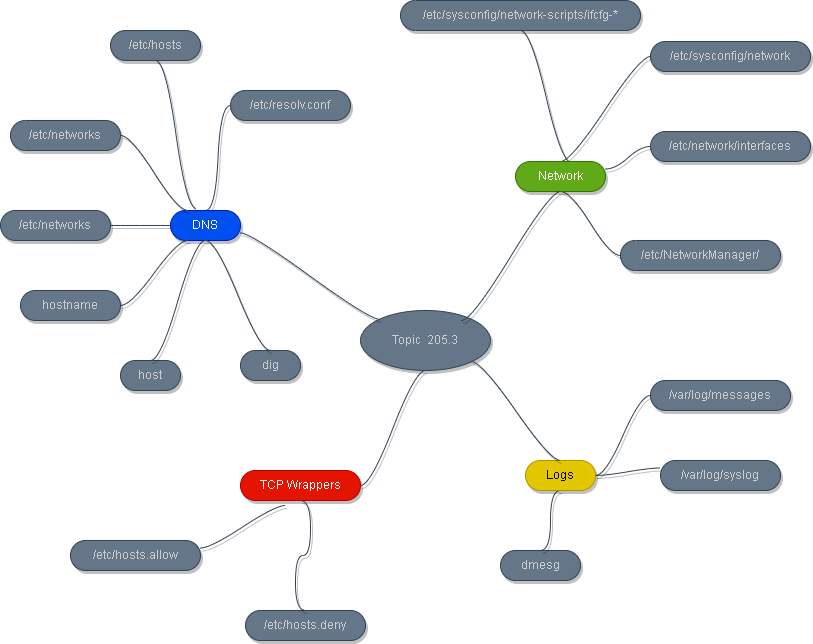 /etc/sysconfig/network-scripts/ifcfg-*
/etc/hosts
/etc/sysconfig/network
/etc/resolv.conf
/etc/networks
/etc/network/interfaces
Network
/etc/networks
DNS
/etc/NetworkManager/
hostname
Topic 205.3
dig
host
/var/log/messages
Logs
/var/log/syslog
TCP Wrappers
/etc/hosts.allow
dmesg
/etc/hosts.deny